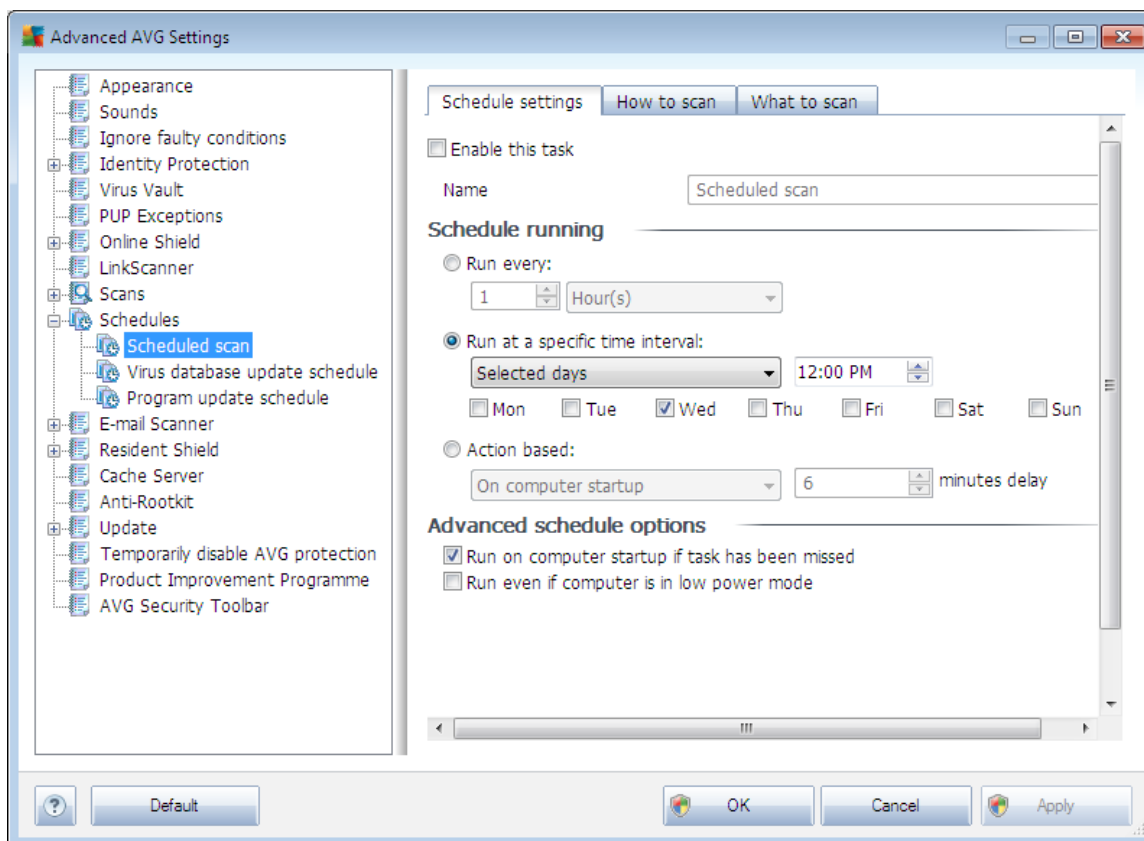 Advanced AVG Settings
Appearance
Sounds
Ignore faulty conditions
Identity Protection
Virus Vault
PUP Exceptions
Online Shield
LinkScanner
Scans
Schedules
Scheduled scan
Virus database update schedule
Program update schedule
E-mail Scanner
Resident Shield
Cache Server
Anti-Rootkit
Update
Temporarily disable AVG protection
Product Improvement Programme
AVG Security Toolbar
Schedule settings How to scan What to scan
Enable this task
Name Scheduled scan
Schedule running
Run every:
1 Hour(s)
Run at a specific time interval:
Selected days 12:00 PM
Mon Tue Wed Thu Fri Sat Sun
Action based:
On computer startup 6 minutes delay
Advanced schedule options
Run on computer startup if task has been missed
Run even if computer is in low power mode
? Default OK Cancel Apply